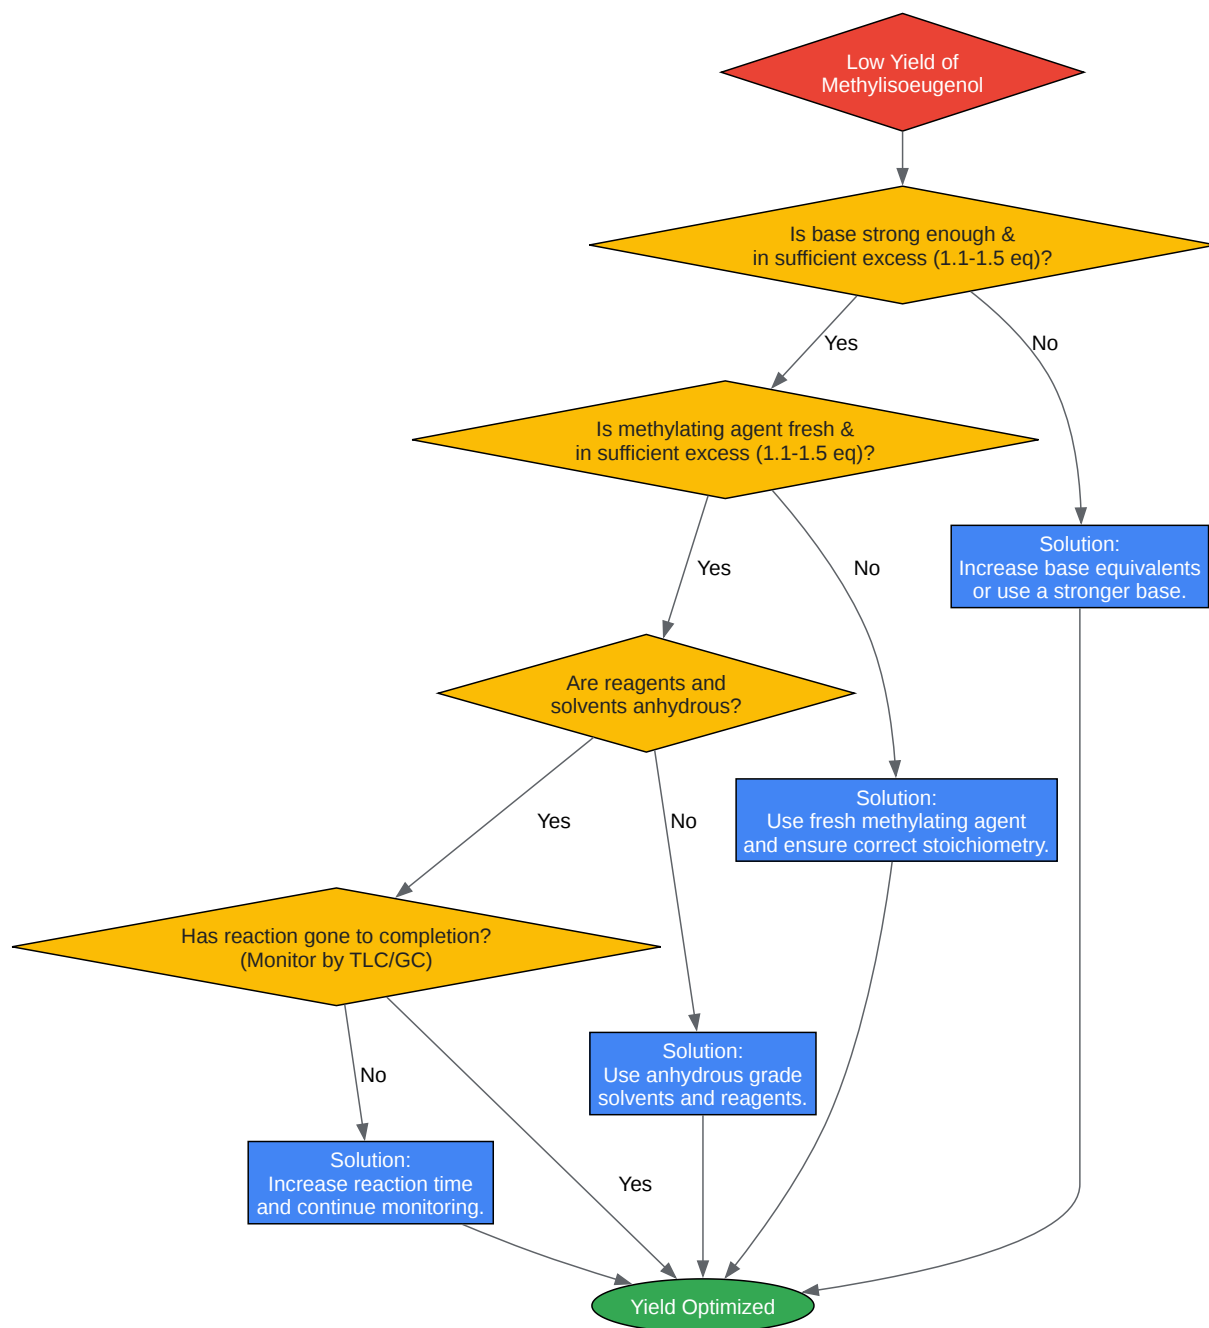 Low Yield of
Methylisoeugenol
Is base strong enough &
in sufficient excess (1.1-1.5 eq)?
Yes
No
Is methylating agent fresh &
in sufficient excess (1.1-1.5 eq)?
Solution:
Increase base equivalents
or use a stronger base.
Yes
No
Are reagents and
solvents anhydrous?
Solution:
Use fresh methylating agent
and ensure correct stoichiometry.
Yes
No
Has reaction gone to completion?
(Monitor by TLC/GC)
Solution:
Use anhydrous grade
solvents and reagents.
No
Yes
Solution:
Increase reaction time
and continue monitoring.
Yield Optimized